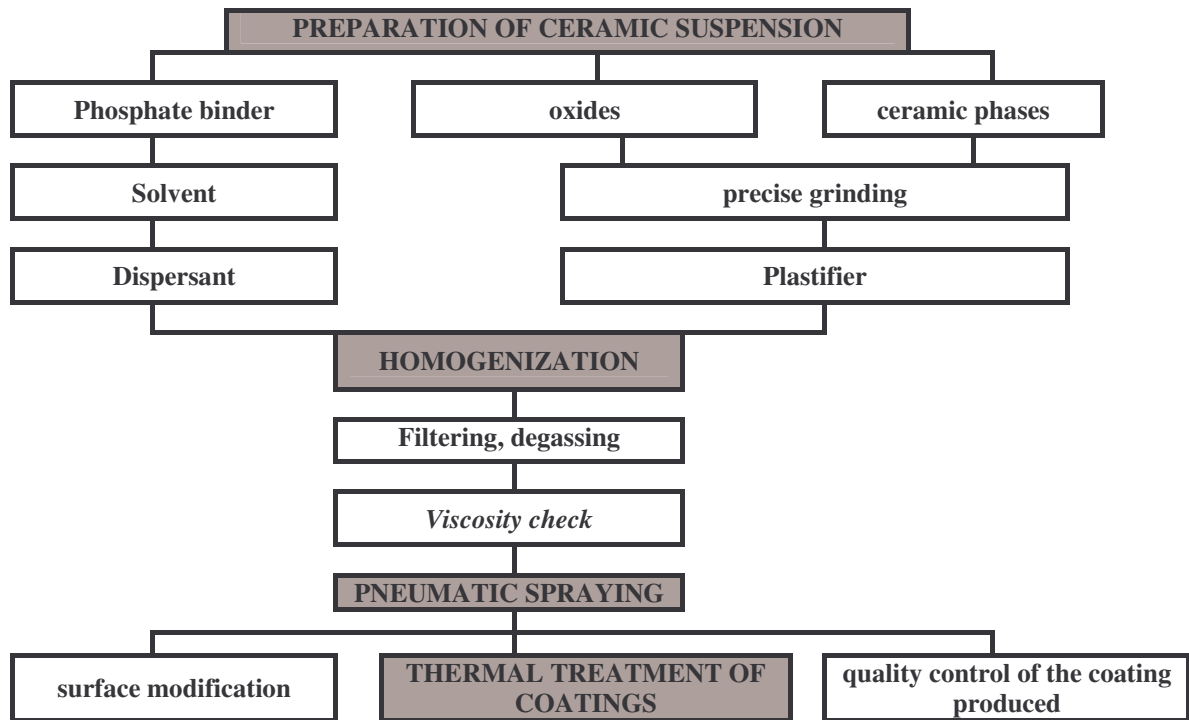 PREPARATION OF CERAMIC SUSPENSION
Phosphate binder
oxides
ceramic phases
Solvent
precise grinding
Dispersant
Plastifier
HOMOGENIZATION
Filtering, degassing
Viscosity check
PNEUMATIC SPRAYING
surface modification
THERMAL TREATMENT OF
COATINGS
quality control of the coating
produced